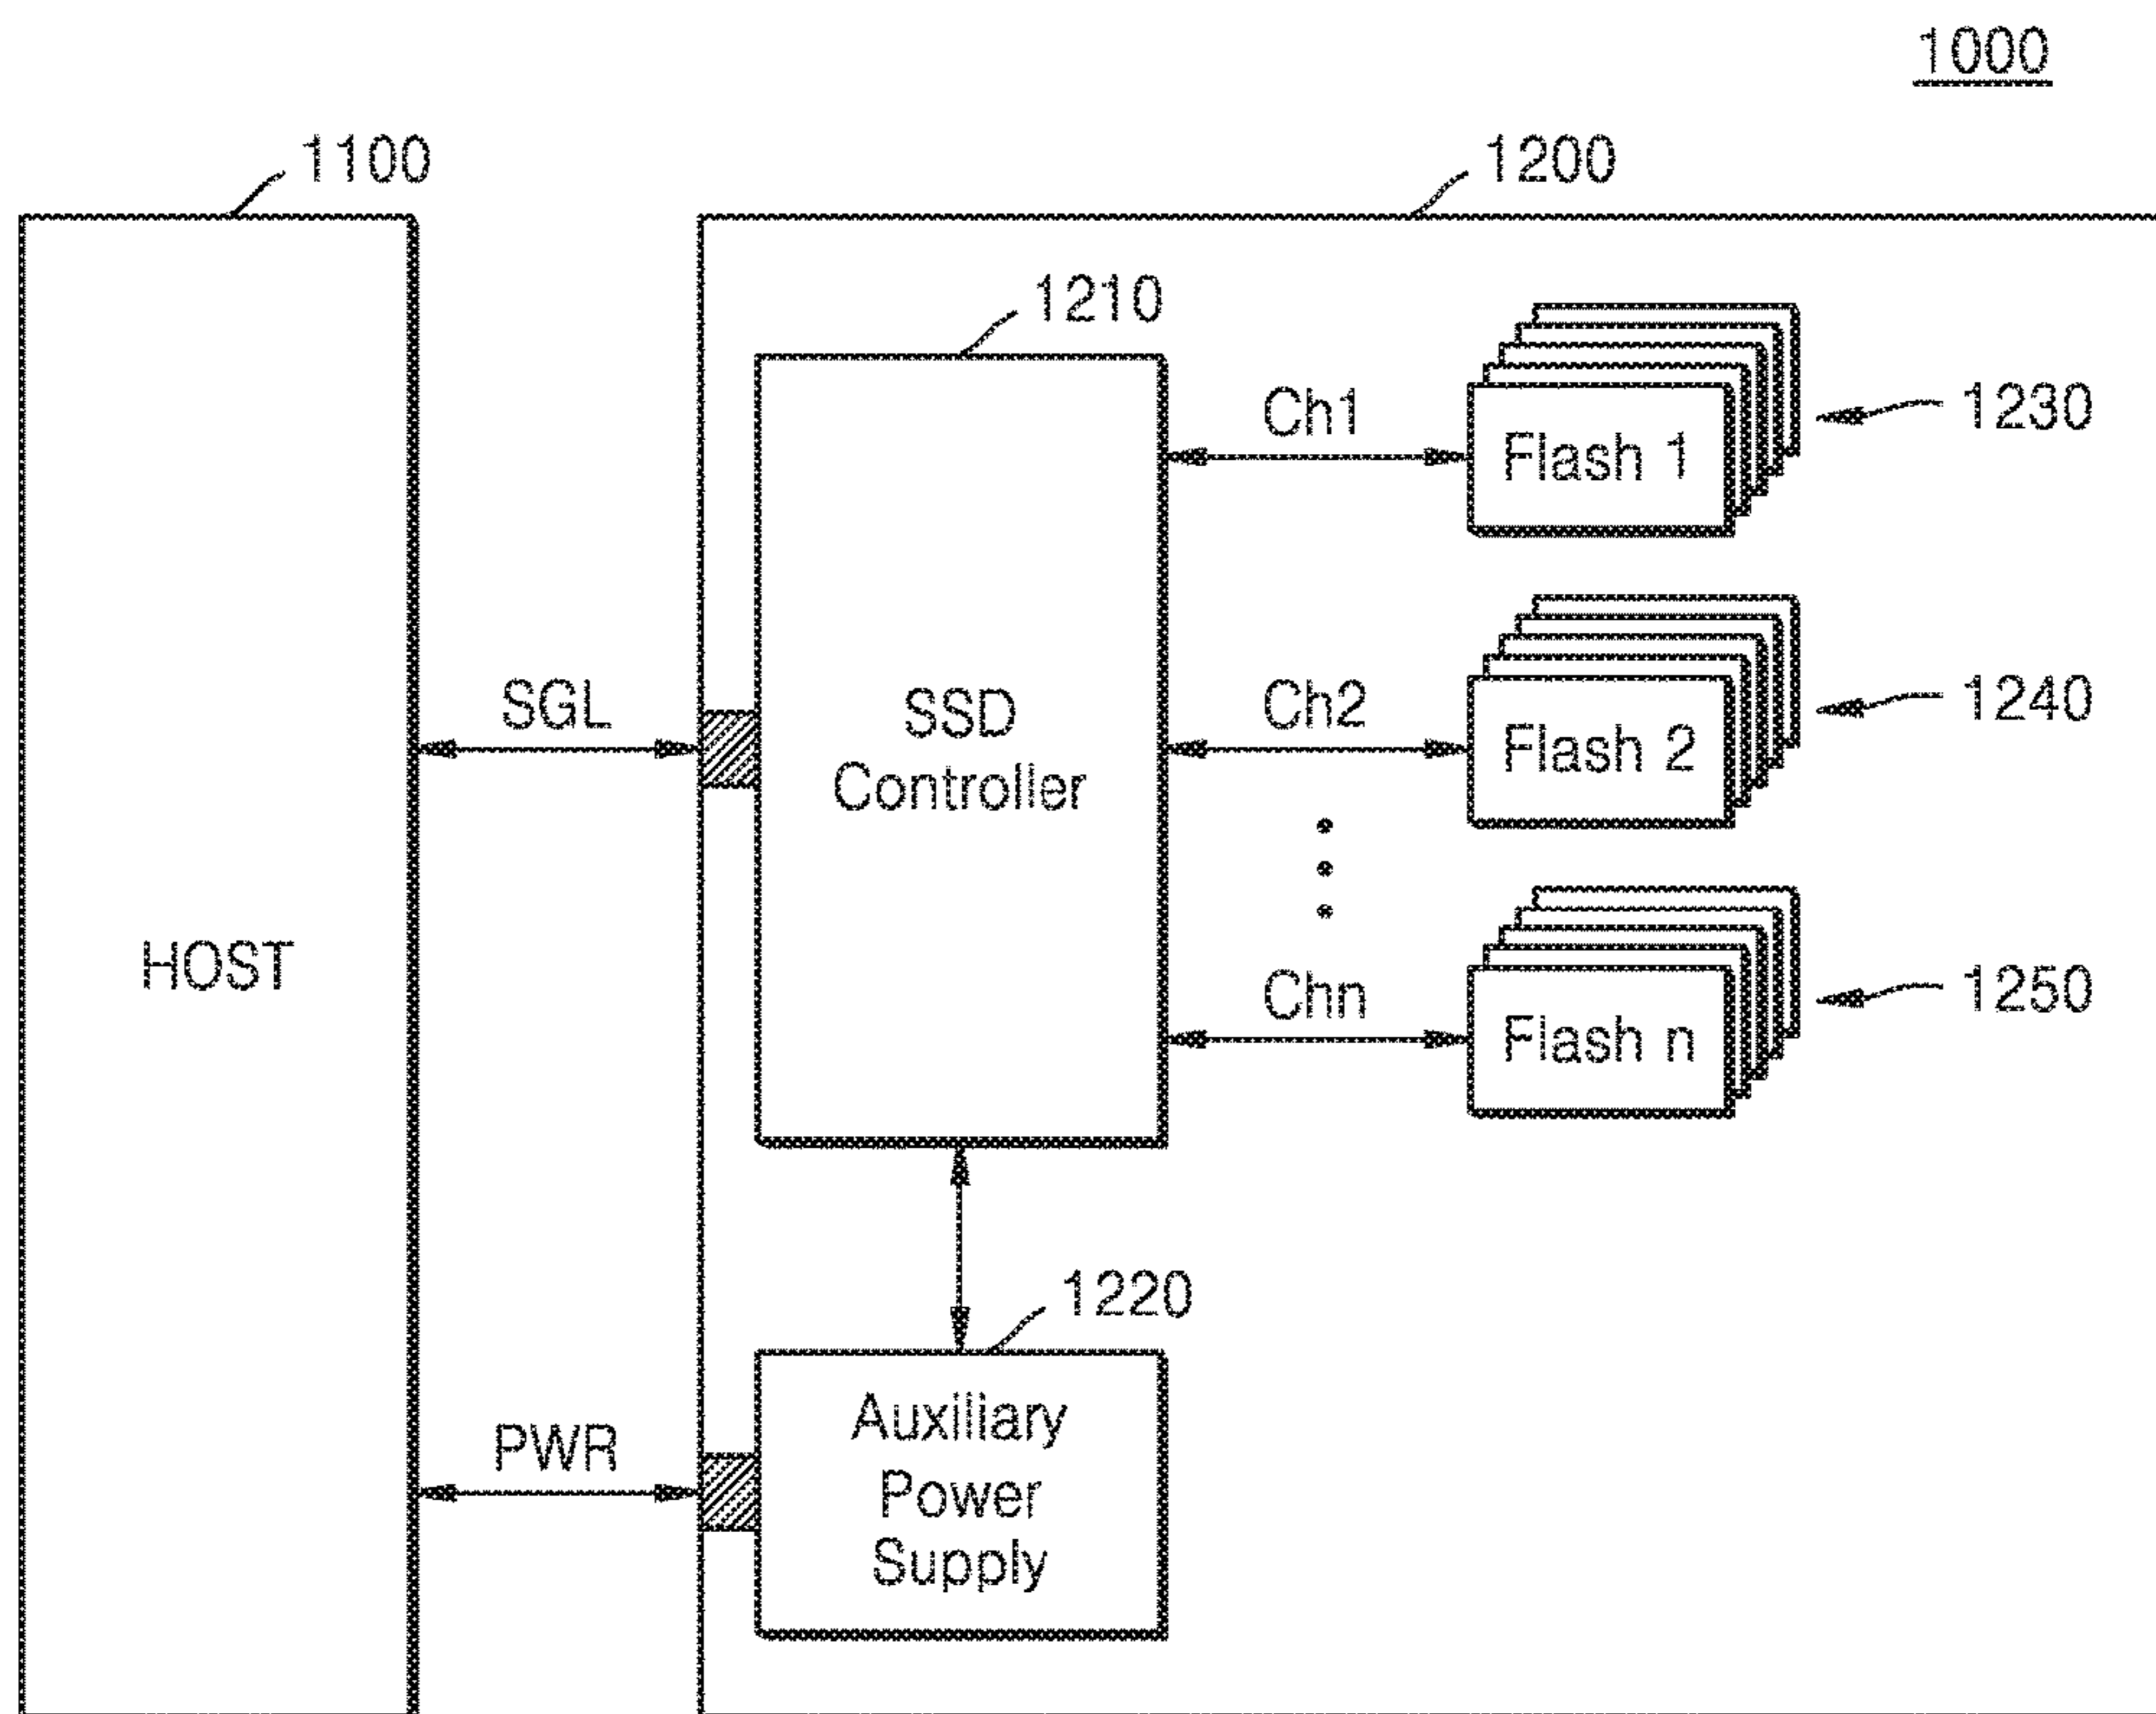 1000
1100
1200
1210
Ch1
Flash 1
1230
SGL
SSD
Controller
Ch2
Flash 2
1240
HOST
Chn
Flash n
1250
1220
PWR
Auxiliary
Power
Supply